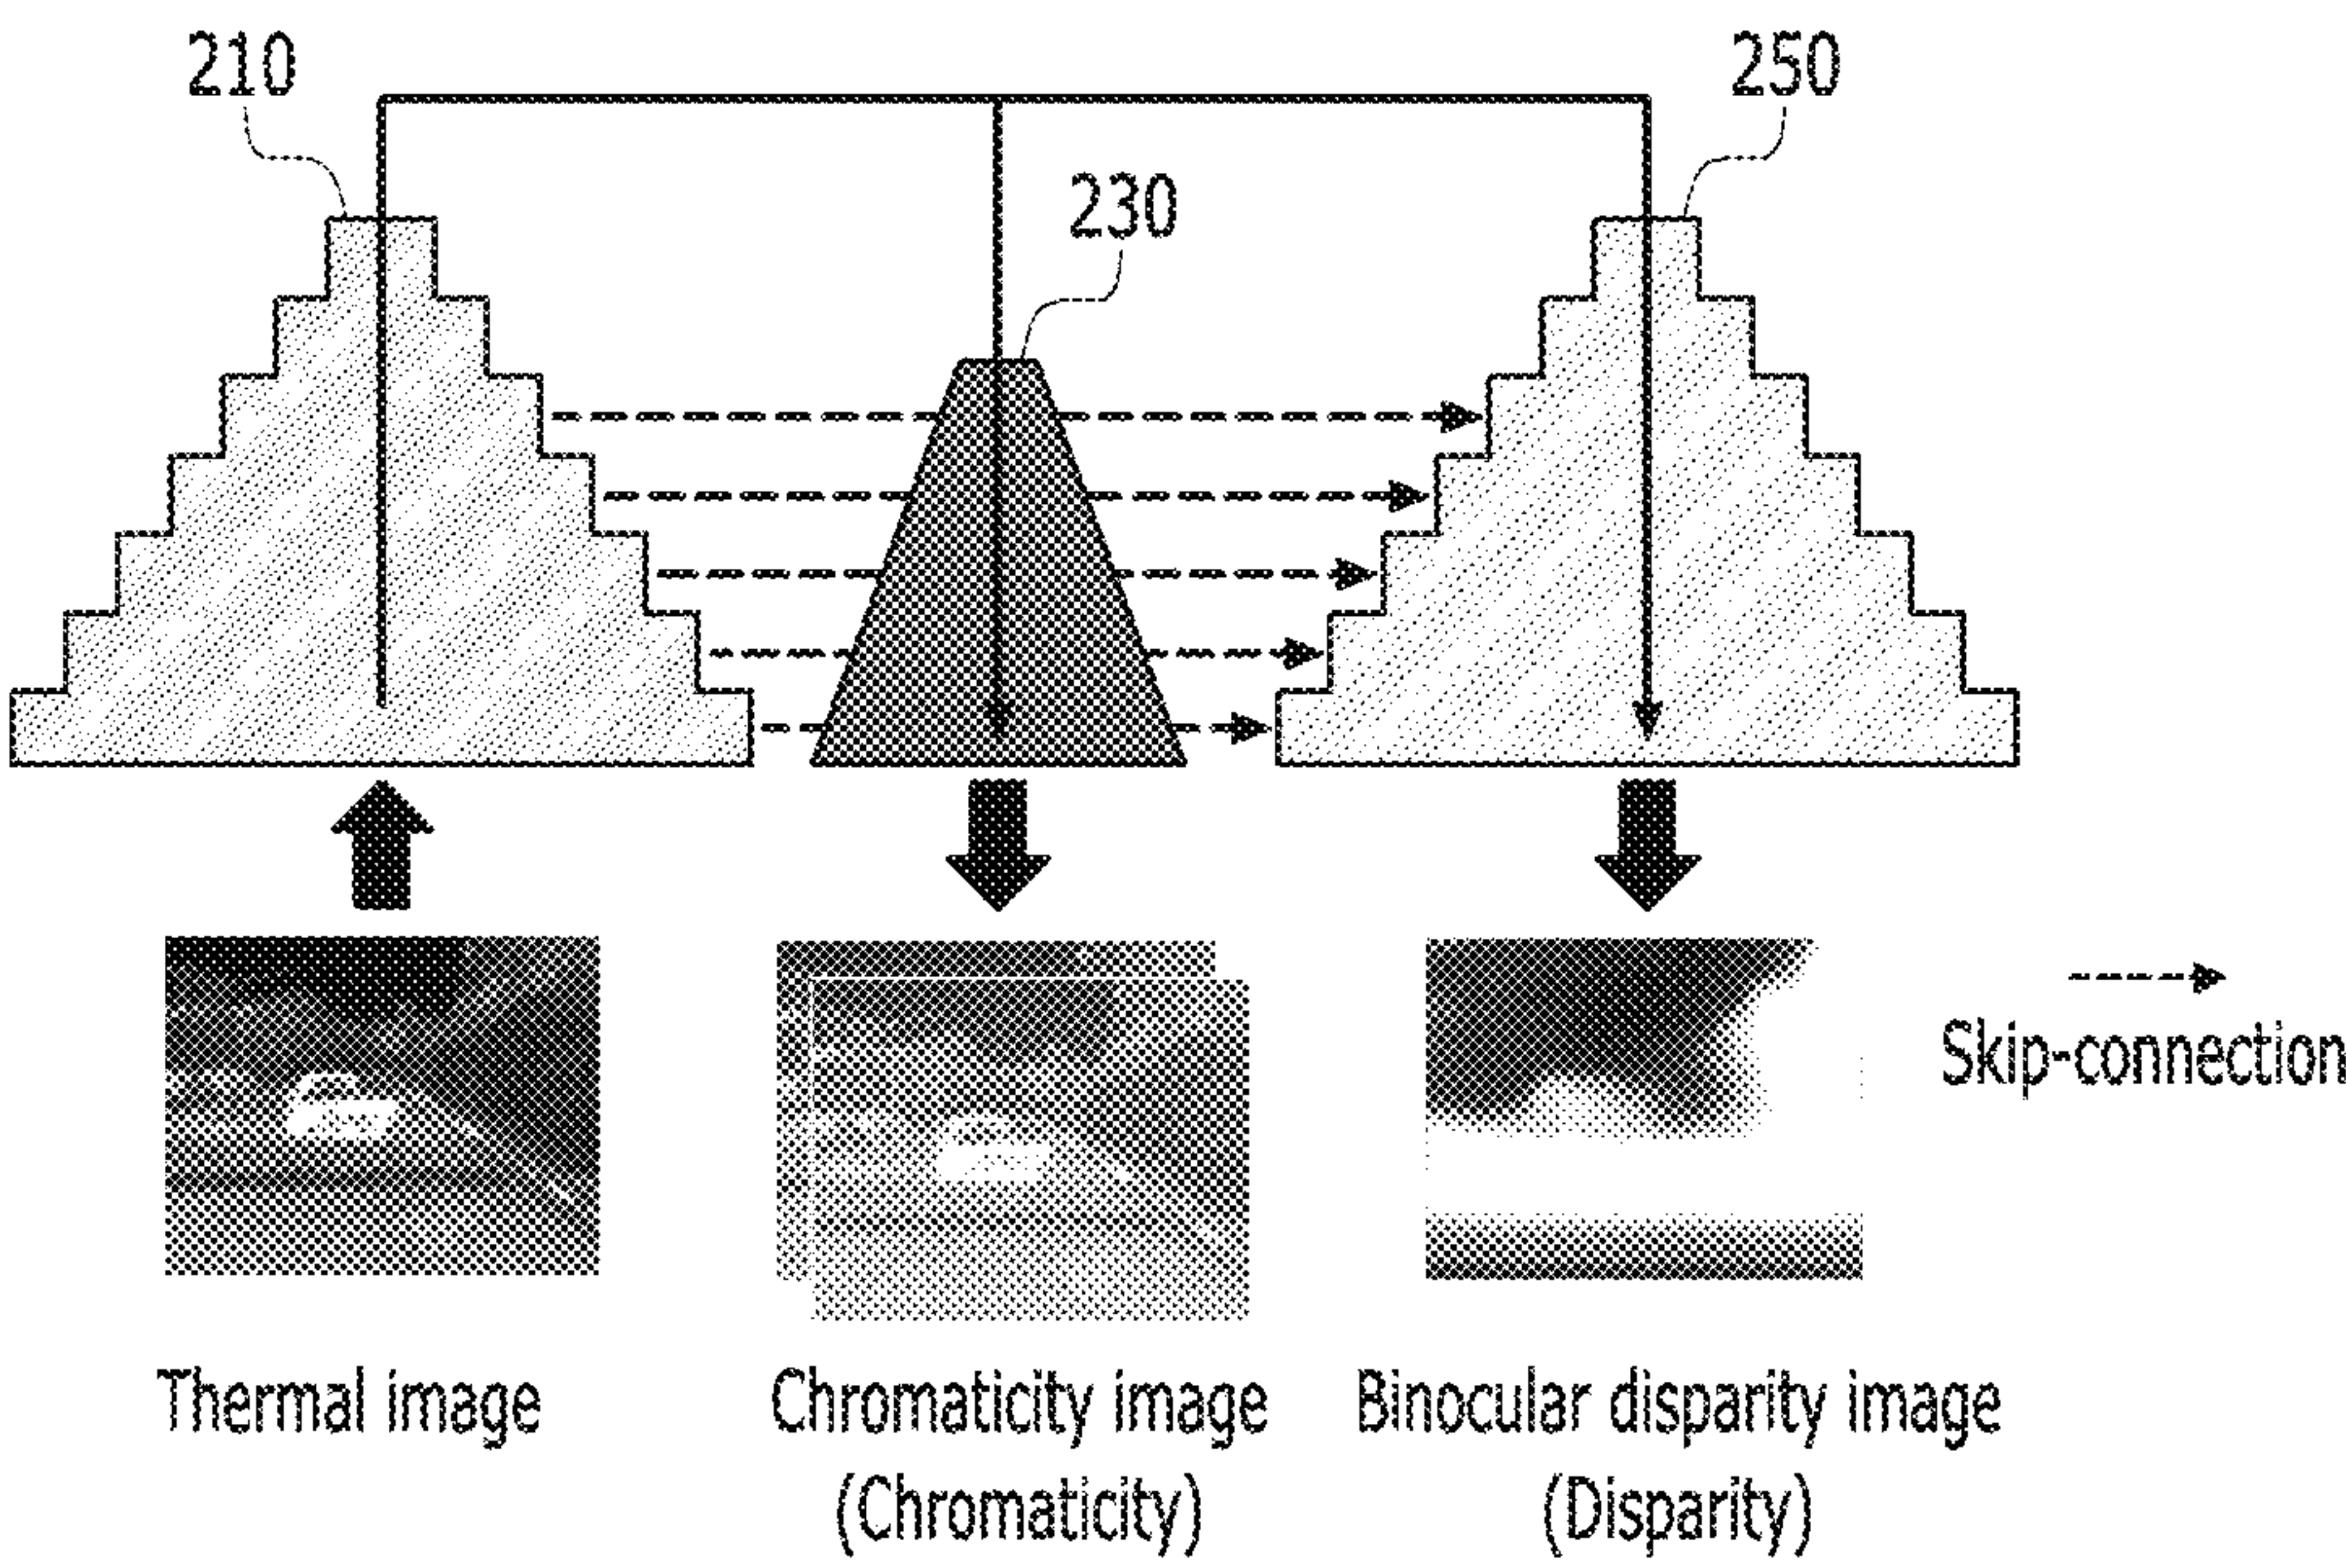 210
250
230
Skip-connection
Thermal image
Chromaticity image
(Chromaticity)
Binocular disparity image
(Disparity)